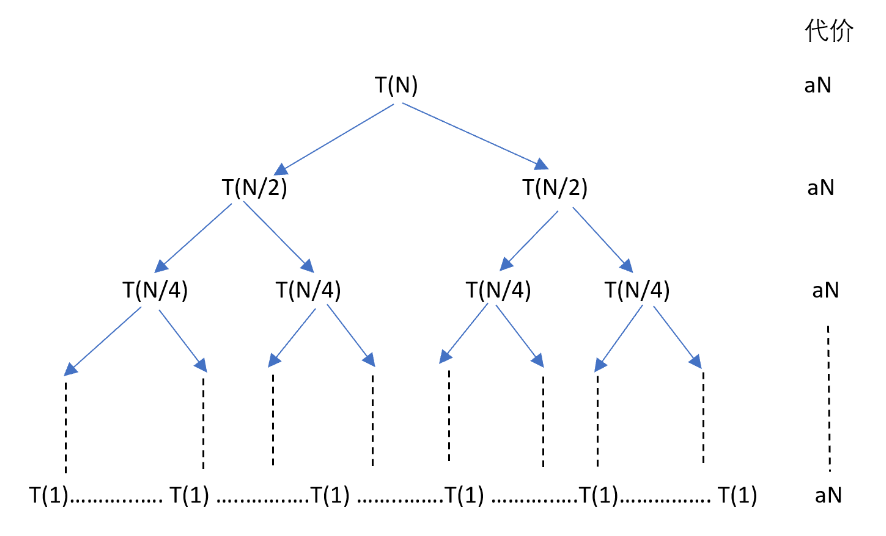 代价
T(N) aN
T(N/2) T(N/2) aN
T(N/4) T(N/4) T(N/4) T(N/4) aN
T(1)................ T(1) ................T(1) ...............T(1) ...............T(1)............... T(1) aN